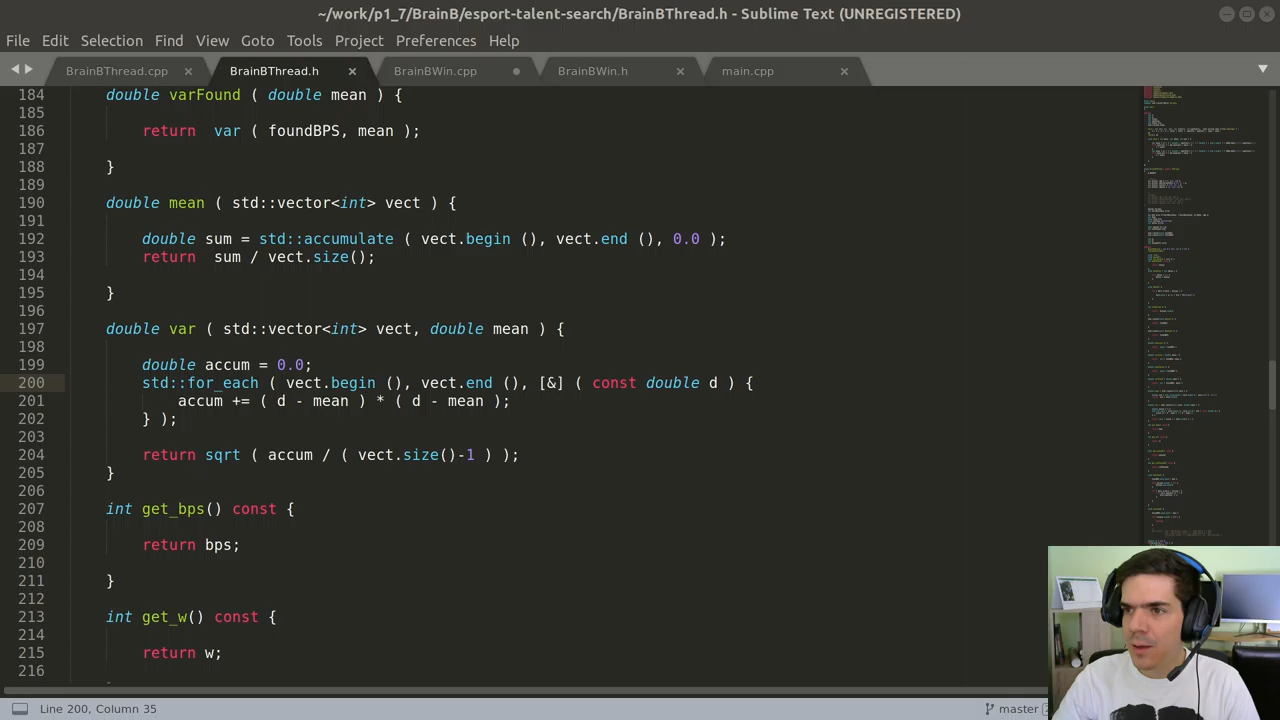 ~/work/p1_7/BrainB/esport-talent-search/BrainBThread.h - Sublime Text (UNREGISTERED)
File Edit Selection Find View Goto Tools Project Preferences Help
BrainBThread.cpp BrainBThread.h BrainBWin.cpp BrainBWin.h main.cpp
184 double varFound ( double mean ) {
185
186 return  var ( foundBPS, mean );
187
188 }
189
190 double mean ( std::vector<int> vect ) {
191
192 double sum = std::accumulate ( vect.begin (), vect.end (), 0.0 );
193 return  sum / vect.size();
194
195 }
196
197 double var ( std::vector<int> vect, double mean ) {
198
199 double accum = 0.0;
200 std::for_each ( vect.begin (), vect.end (), [&] ( const double d ) {
201 accum += ( d - mean ) * ( d - mean );
202 } );
203
204 return sqrt ( accum / ( vect.size()-1 ) );
205 }
206
207 int get_bps() const {
208
209 return bps;
210
211 }
212
213 int get_w() const {
214
215 return w;
216
Line 200, Column 35
master